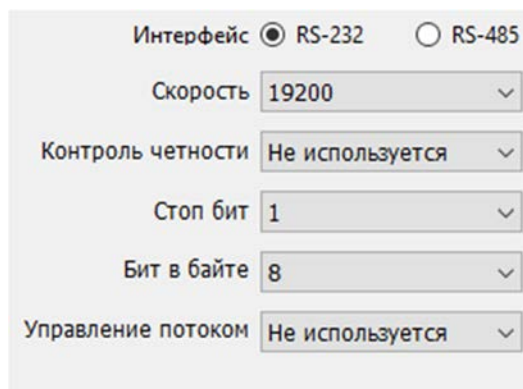 Интерфейс RS-232 RS-485
Скорость 19200
Контроль четности Не используется
Стоп бит 1
Бит в байте 8
Управление потоком Не используется